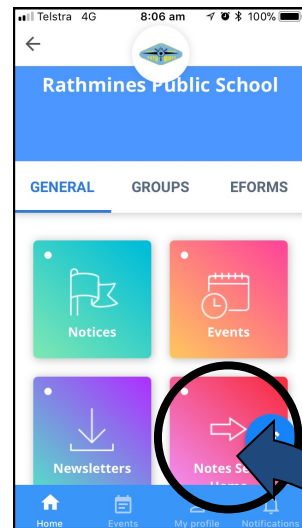 Telstra 4G 8:06 am 100%
Rathmines Public School
GENERAL GROUPS EFORMS
Notices Events
Newsletters Notes Se
Home Events My profile Notifications